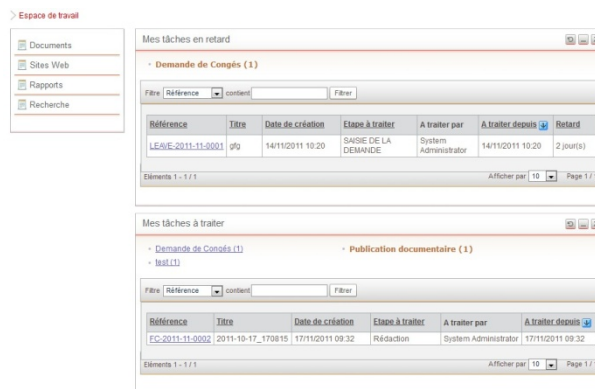 Espace de travail
Documents
Sites Web
Rapports
Recherche
Mes tâches en retard
Demande de Congés (1)
Filtre Référence contient Filtrer
Référence Titre Date de création Etape à traiter A traiter par A traiter depuis Retard
LEAVE-2011-11-0001 gfg 14/11/2011 10:20 SAISIE DE LA DEMANDE System Administrator 14/11/2011 10:20 2 jour(s)
Eléments 1 - 1 / 1 Afficher par 10 Page 1 /
Mes tâches à traiter
Demande de Congés (1) Publication documentaire (1)
test (1)
Filtre Référence contient Filtrer
Référence Titre Date de création Etape à traiter A traiter par A traiter depuis
FC-2011-11-0002 2011-10-17_170815 17/11/2011 09:32 Rédaction System Administrator 17/11/2011 09:32
Eléments 1 - 1 / 1 Afficher par 10 Page 1 /